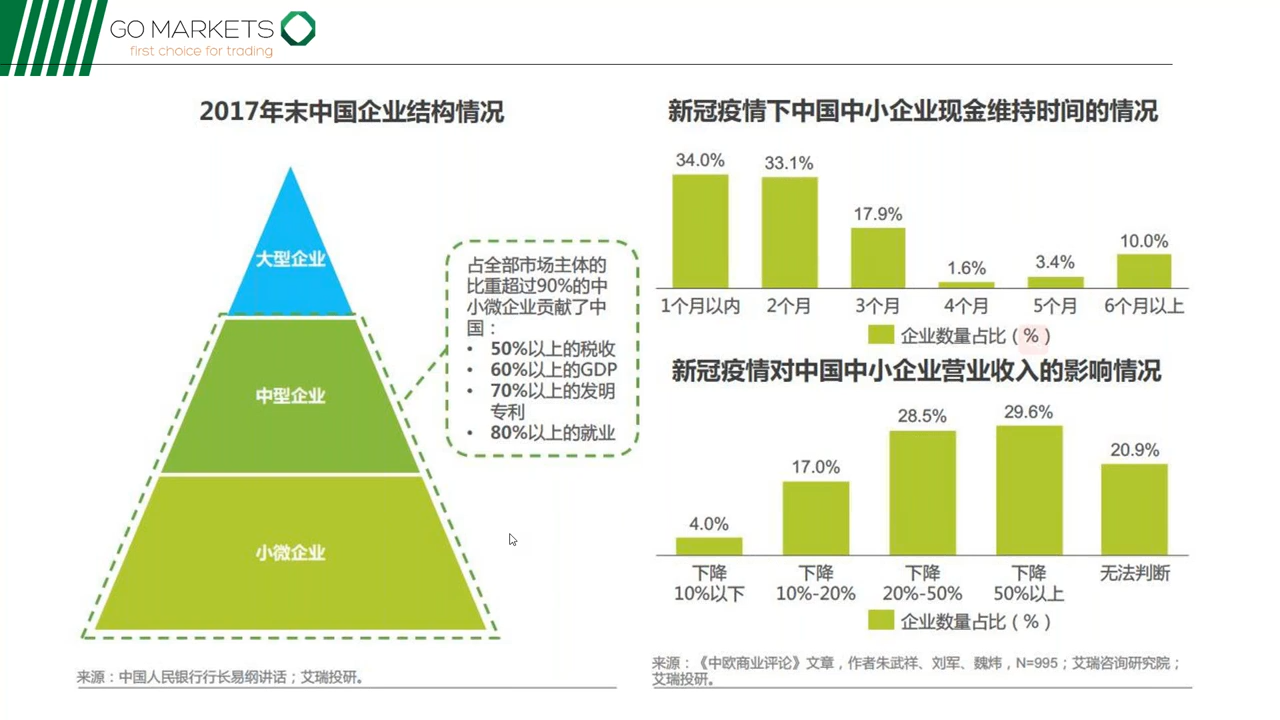 GO MARKETS
first choice for trading
2017年末中国企业结构情况
大型企业
中型企业
小微企业
占全部市场主体的
比重超过90%的中
小微企业贡献了中
国：
• 50%以上的税收
• 60%以上的GDP
• 70%以上的发明
专利
• 80%以上的就业
来源：中国人民银行行长易纲讲话；艾瑞投研。
新冠疫情下中国中小企业现金维持时间的情况
34.0% 33.1% 17.9% 1.6% 3.4% 10.0%
1个月以内 2个月 3个月 4个月 5个月 6个月以上
企业数量占比（%）
新冠疫情对中国中小企业营业收入的影响情况
4.0% 17.0% 28.5% 29.6% 20.9%
下降 下降 下降 下降 无法判断
10%以下 10%-20% 20%-50% 50%以上
企业数量占比（%）
来源：《中欧商业评论》文章，作者朱武祥、刘军、魏炜，N=995；艾瑞咨询研究院；
艾瑞投研。